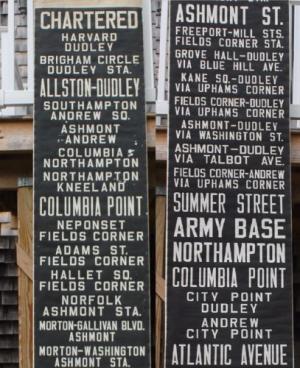 CHARTERED
HARVARD
DUDLEY
BRIGHAM CIRCLE
DUDLEY STA.
ALLSTON-DUDLEY
SOUTHAMPTON
ANDREW SQ.
ASHMONT
ANDREW
COLUMBIA
NORTHAMPTON
NORTHAMPTON
KNEELAND
COLUMBIA POINT
NEPONSET
FIELDS CORNER
ADAMS ST.
FIELDS CORNER
HALLET SQ.
FIELDS CORNER
NORFOLK
ASHMONT STA.
MORTON-GALLIVAN BLVD.
ASHMONT
MORTON-WASHINGTON
ASHMONT STA.
ASHMONT ST.
FREEPORT-MILL STS.
FIELDS CORNER STA.
GROVE HALL-DUDLEY
VIA BLUE HILL AVE.
KANE SQ.-DUDLEY
VIA UPHAMS CORNER
FIELDS CORNER-DUDLEY
VIA UPHAMS CORNER
ASHMONT-DUDLEY
VIA WASHINGTON ST.
ASHMONT-DUDLEY
VIA TALBOT AVE.
FIELDS CORNER-ANDREW
VIA UPHAMS CORNER
SUMMER STREET
ARMY BASE
NORTHAMPTON
COLUMBIA POINT
CITY POINT
DUDLEY
ANDREW
CITY POINT
ATLANTIC AVENUE